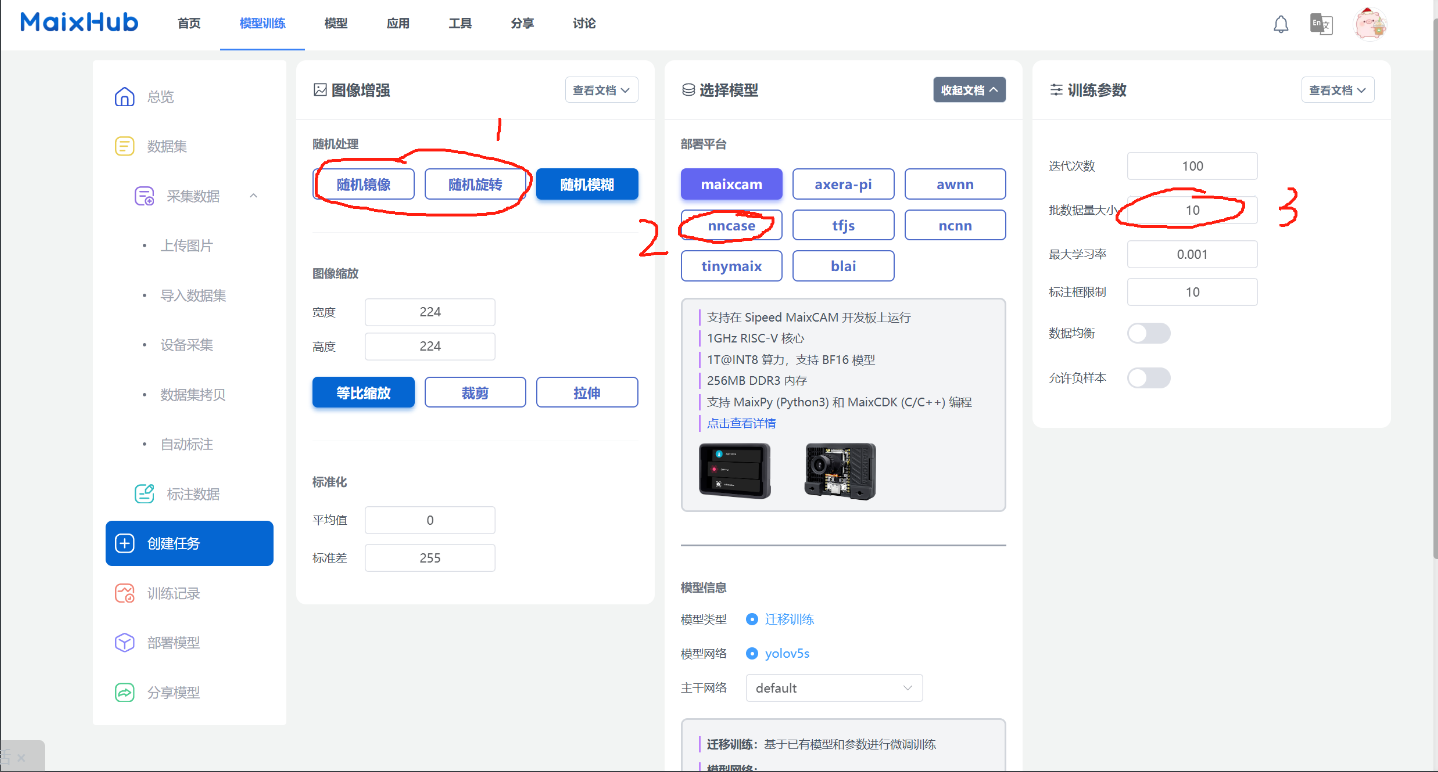 MaixHub
首页 模型训练 模型 应用 工具 分享 讨论
总览
数据集
采集数据
上传图片
导入数据集
设备采集
数据集拷贝
自动标注
标注数据
创建任务
训练记录
部署模型
分享模型
图像增强 查看文档
1
随机处理
随机镜像 随机旋转 随机模糊
图像缩放
宽度 224
高度 224
等比缩放 裁剪 拉伸
标准化
平均值 0
标准差 255
选择模型 收起文档
部署平台
maixcam axera-pi awnn
2 nncase tfjs ncnn
tinymaix blai
支持在 Sipeed MaixCAM 开发板上运行
1GHz RISC-V 核心
1T@INT8 算力，支持 BF16 模型
256MB DDR3 内存
支持 MaixPy (Python3) 和 MaixCDK (C/C++) 编程
点击查看详情
模型信息
模型类型 迁移训练
模型网络 yolov5s
主干网络 default
迁移训练：基于已有模型和参数进行微调训练
模型网络：
训练参数 查看文档
迭代次数 100
批数据量大小 10 3
最大学习率 0.001
标注框限制 10
数据均衡
允许负样本